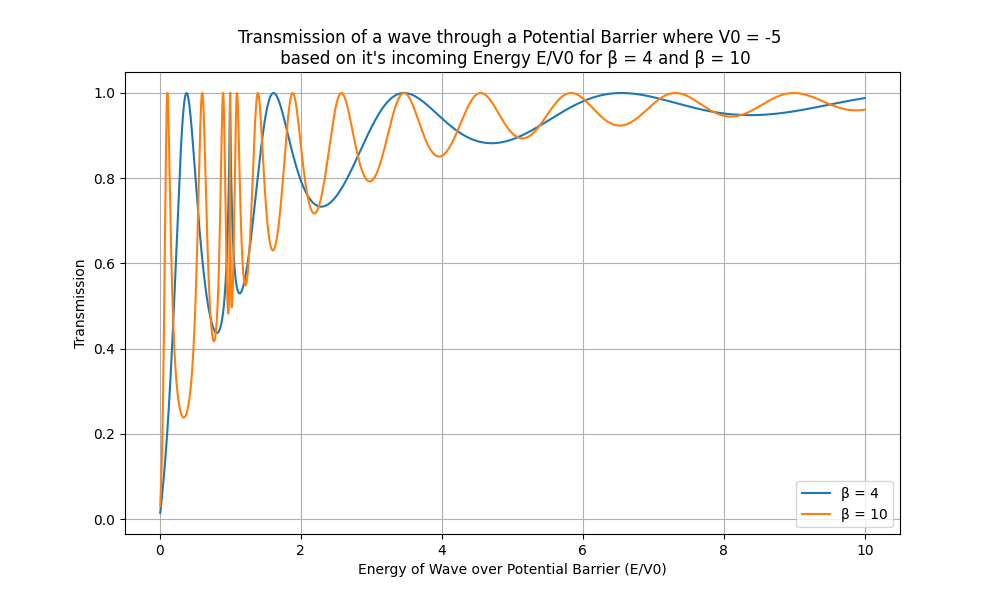 Transmission of a wave through a Potential Barrier where V0 = -5
based on it's incoming Energy E/V0 for β = 4 and β = 10
Transmission
1.0
0.8
0.6
0.4
0.2
0.0
0 2 4 6 8 10
Energy of Wave over Potential Barrier (E/V0)
β = 4
β = 10